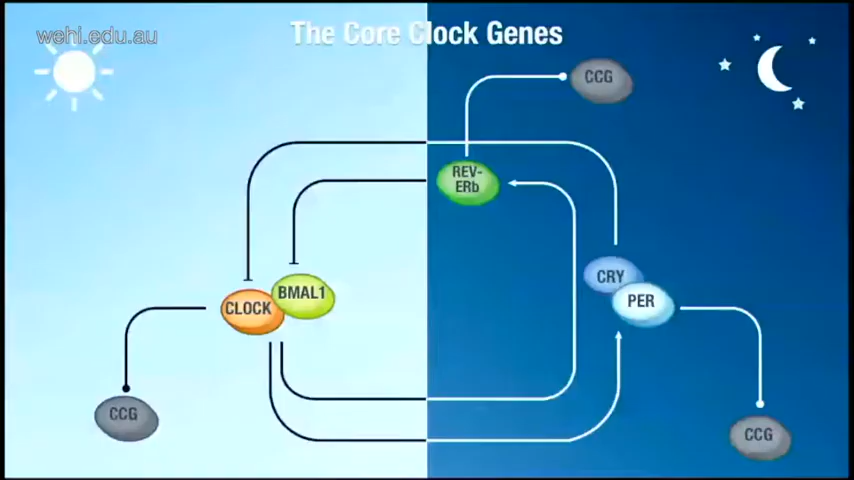 wehi.edu.au
The Core Clock Genes
CCG
REV-
ERb
CRY
BMAL1
PER
CLOCK
CCG
CCG